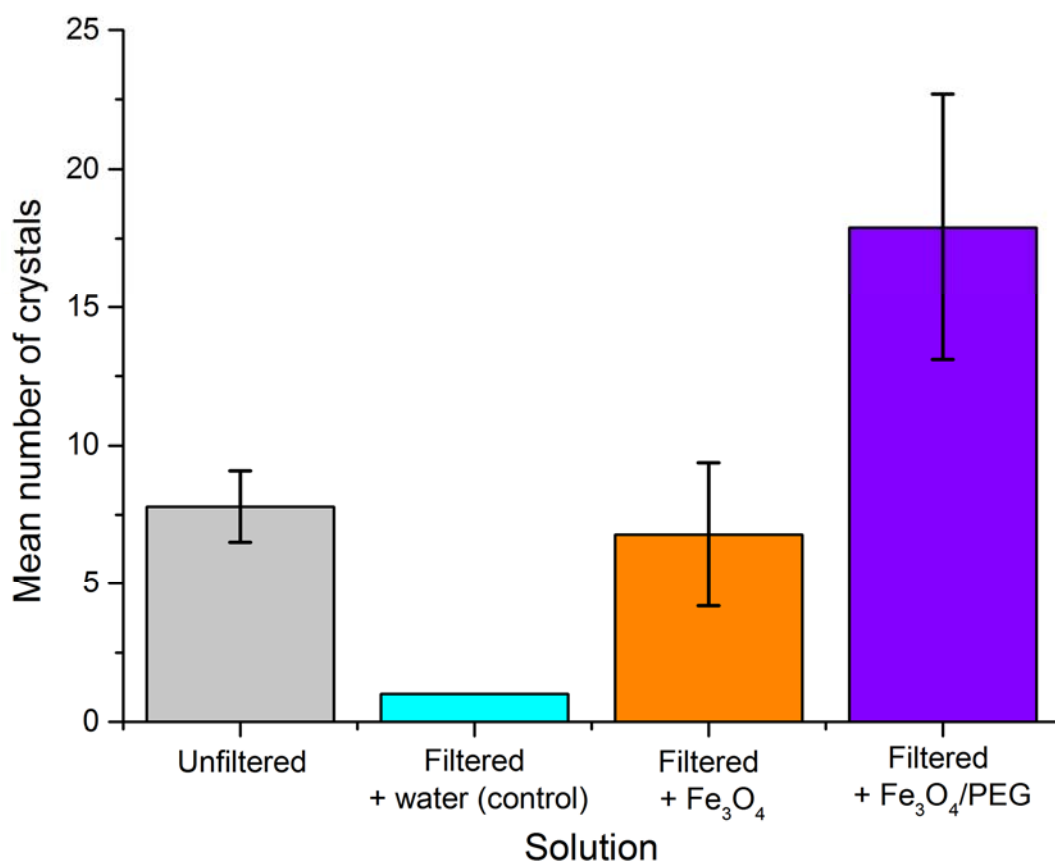 Mean number of crystals
25
20
15
10
5
0
Unfiltered
Filtered
+ water (control)
Filtered
+ Fe₃O₄
Filtered
+ Fe₃O₄/PEG
Solution